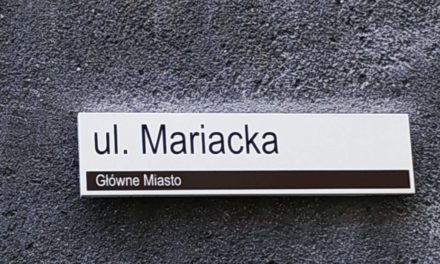 ul. Mariacka
Główne Miasto